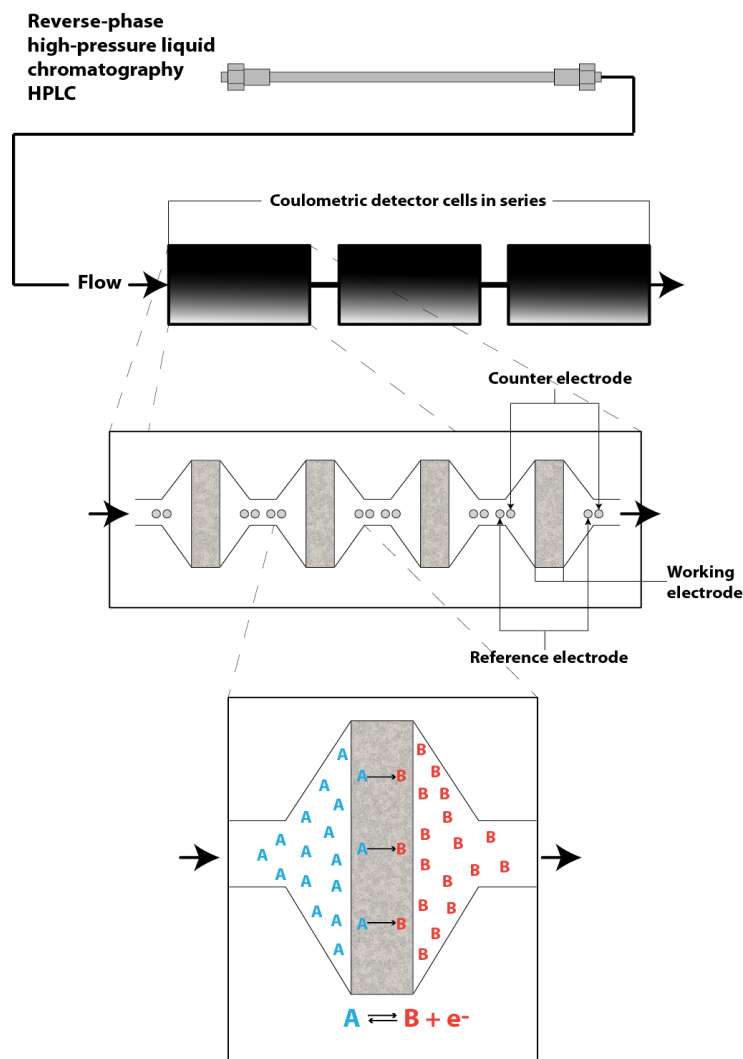 Reverse-phase
high-pressure liquid
chromatography
HPLC
Coulometric detector cells in series
Flow
Counter electrode
Working
electrode
Reference electrode
A
B
A
A → B
B
A
B
B
A
B
A
B
A
B
B
A
A
A → B
B
A
A
B
B
B
A
A
A
B
A
B
B
A
A → B
A
B
B
A ⇌ B + e-